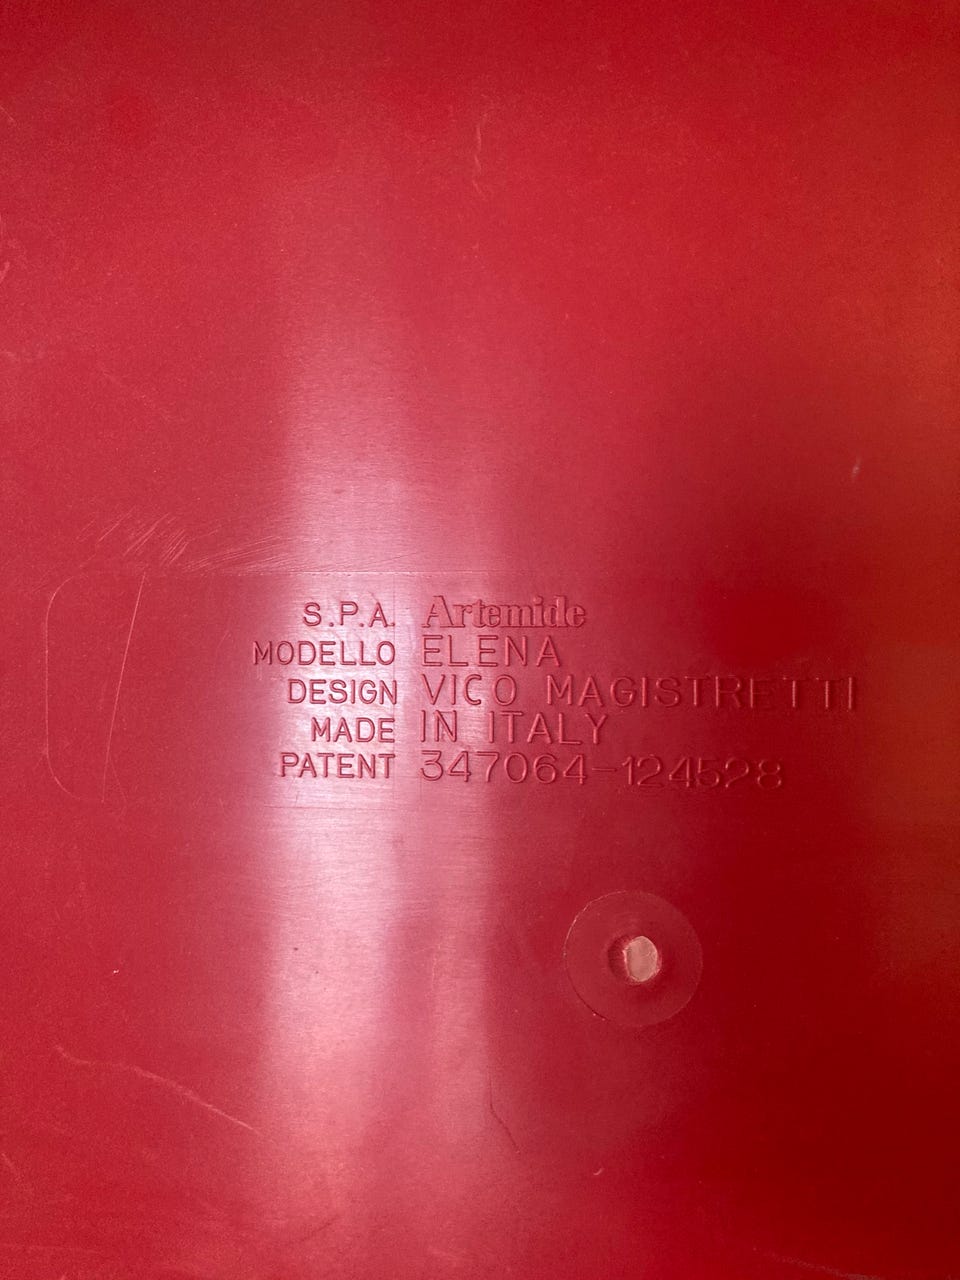 S.P.A. Artemide
MODELLO ELENA
DESIGN VICO MAGISTRETTI
MADE IN ITALY
PATENT 347064-124528